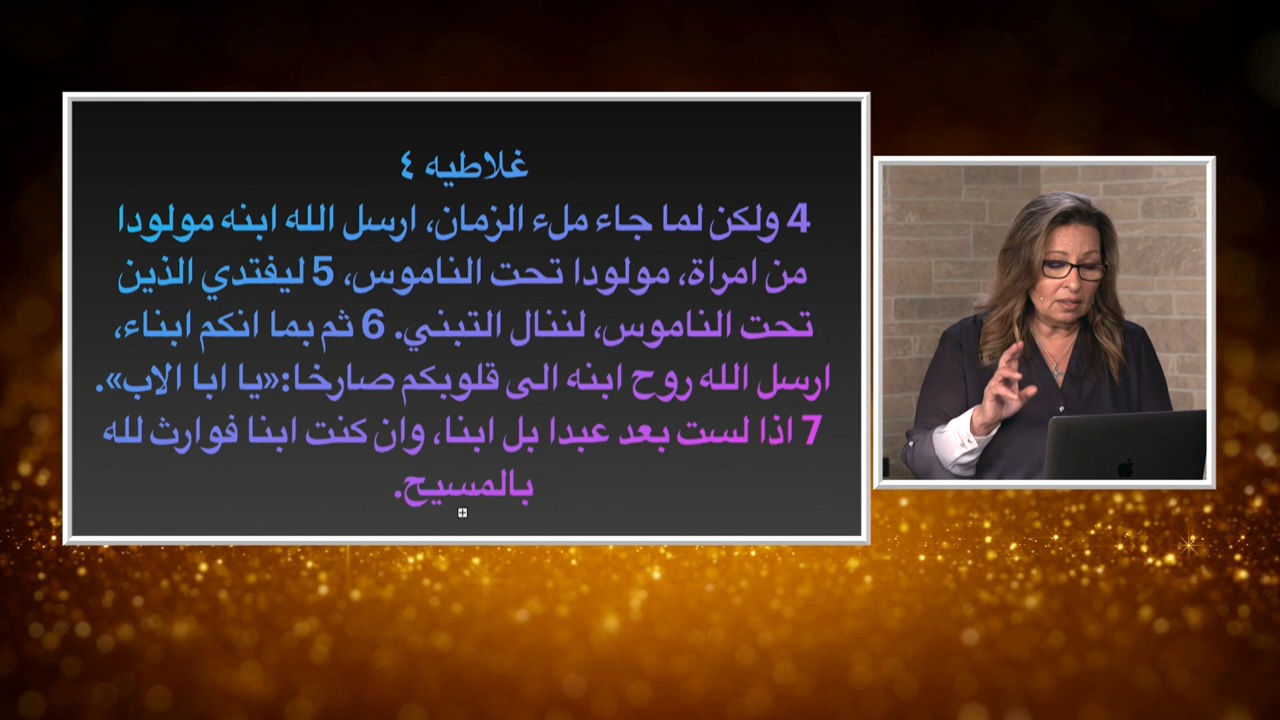 غلاطيه ٤
4 ولكن لما جاء ملء الزمان، ارسل الله ابنه مولودا
من امراة، مولودا تحت الناموس، 5 ليفتدي الذين
تحت الناموس، لننال التبني. 6 ثم بما انكم ابناء،
ارسل الله روح ابنه الى قلوبكم صارخا:«يا ابا الاب».
7 اذا لست بعد عبدا بل ابنا، وان كنت ابنا فوارث لله
بالمسيح.